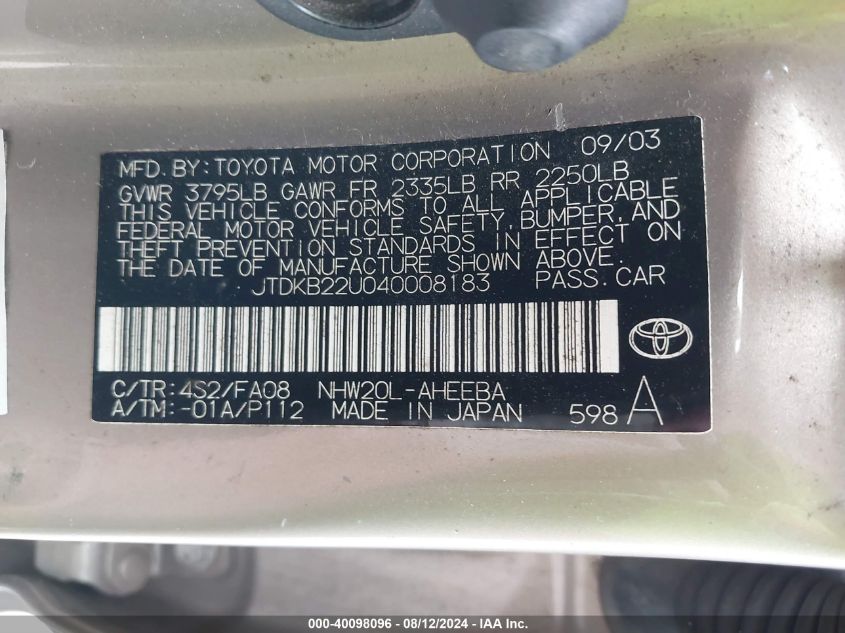 MFD. BY: TOYOTA MOTOR CORPORATION 09/03
GVWR 3795LB GAWR FR 2335LB RR 2250LB
THIS VEHICLE CONFORMS TO ALL APPLICABLE
FEDERAL MOTOR VEHICLE SAFETY, BUMPER, AND
THEFT PREVENTION STANDARDS IN EFFECT ON
THE DATE OF MANUFACTURE SHOWN ABOVE.
JTDKB22U040008183 PASS. CAR
C/TR: 4S2/FA08 NHW20L-AHEEBA
A/TM: -01A/P112 MADE IN JAPAN 598 A
000-40098096 - 08/12/2024 - IAA Inc.